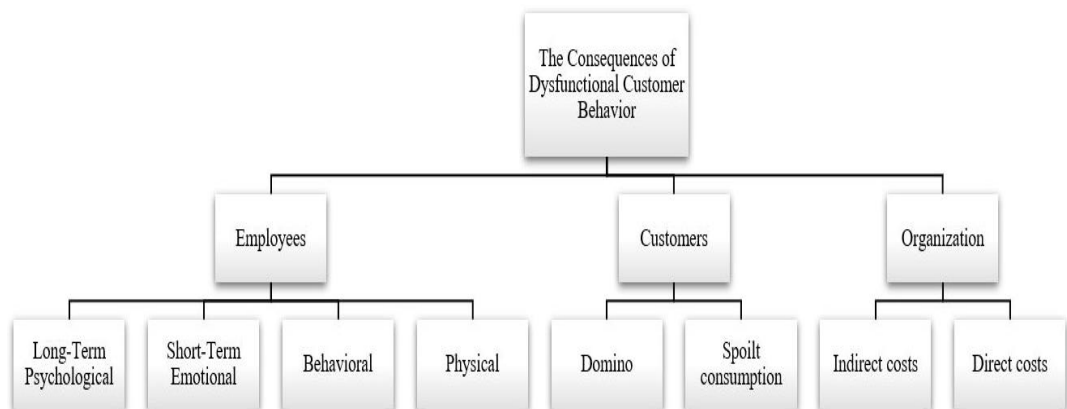 The Consequences of
Dysfunctional Customer
Behavior
Employees
Customers
Organization
Long-Term
Psychological
Short-Term
Emotional
Behavioral
Physical
Domino
Spoilt
consumption
Indirect costs
Direct costs